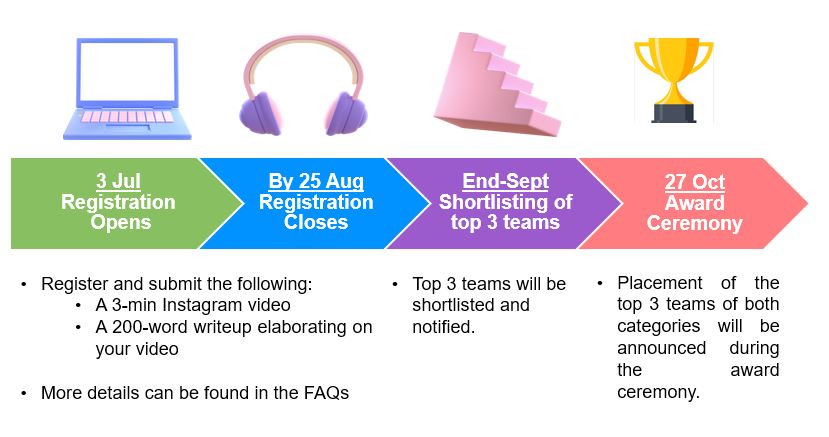 3 Jul
Registration
Opens
By 25 Aug
Registration
Closes
End-Sept
Shortlisting of
top 3 teams
27 Oct
Award
Ceremony
• Register and submit the following:
• A 3-min Instagram video
• A 200-word writeup elaborating on
your video
• More details can be found in the FAQs
• Top 3 teams will be
shortlisted and
notified.
• Placement of the
top 3 teams of both
categories will be
announced during
the award
ceremony.